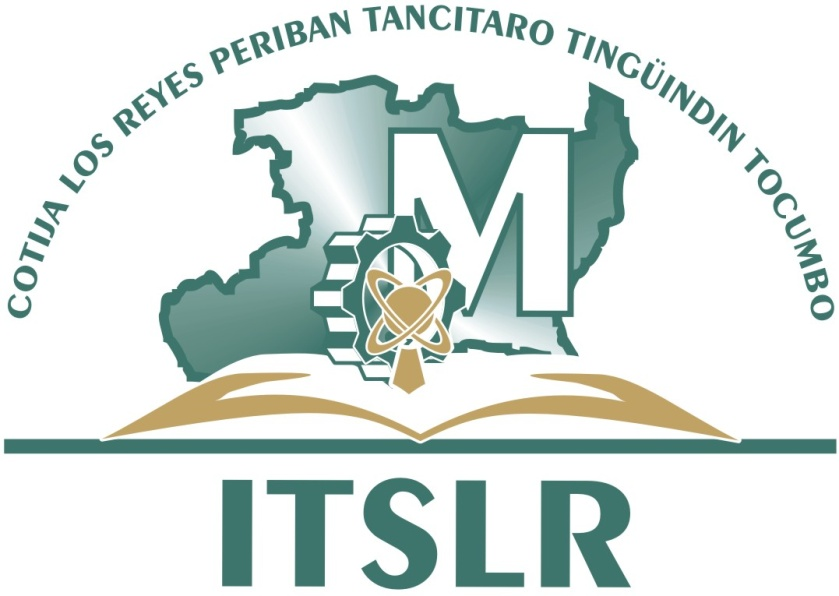 COTIJA LOS REYES PERIBAN TANCITARO TINGÜINDIN TOCUMBO
M
ITSLR